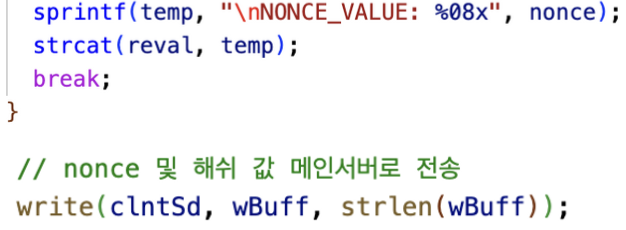 sprintf(temp, "\nNONCE_VALUE: %08x", nonce);
strcat(reval, temp);
break;
}
// nonce 및 해쉬 값 메인서버로 전송
write(clntSd, wBuff, strlen(wBuff));